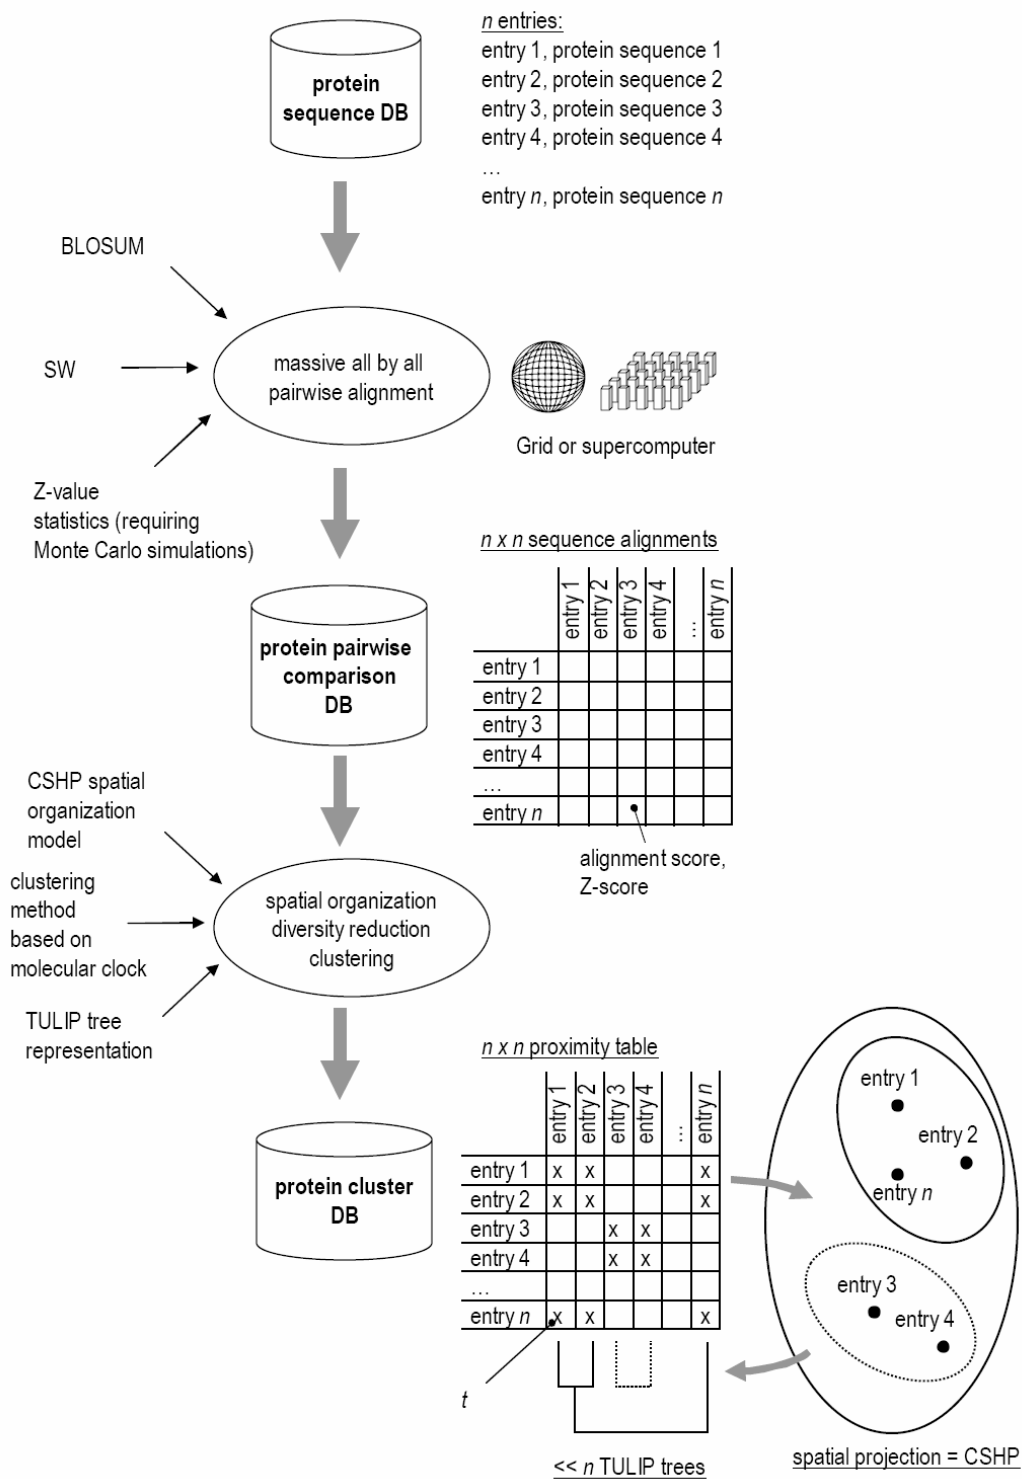 n entries:
entry 1, protein sequence 1
entry 2, protein sequence 2
entry 3, protein sequence 3
entry 4, protein sequence 4
...
entry n, protein sequence n
protein
sequence DB
BLOSUM
SW
Z-value
statistics (requiring
Monte Carlo simulations)
massive all by all
pairwise alignment
Grid or supercomputer
n x n sequence alignments
entry 1
entry 2
entry 3
entry 4
...
entry n
entry 1
entry 2
entry 3
entry 4
...
entry n
alignment score,
Z-score
protein pairwise
comparison
DB
CSHP spatial
organization
model
clustering
method
based on
molecular clock
TULIP tree
representation
spatial organization
diversity reduction
clustering
n x n proximity table
entry 1
entry 2
entry 3
entry 4
...
entry n
entry 1 x x x
entry 2 x x x
entry 3 x x
entry 4 x x
...
entry n x x x
t
protein cluster
DB
entry 1
entry 2
entry n
entry 3
entry 4
<< n TULIP trees
spatial projection = CSHP